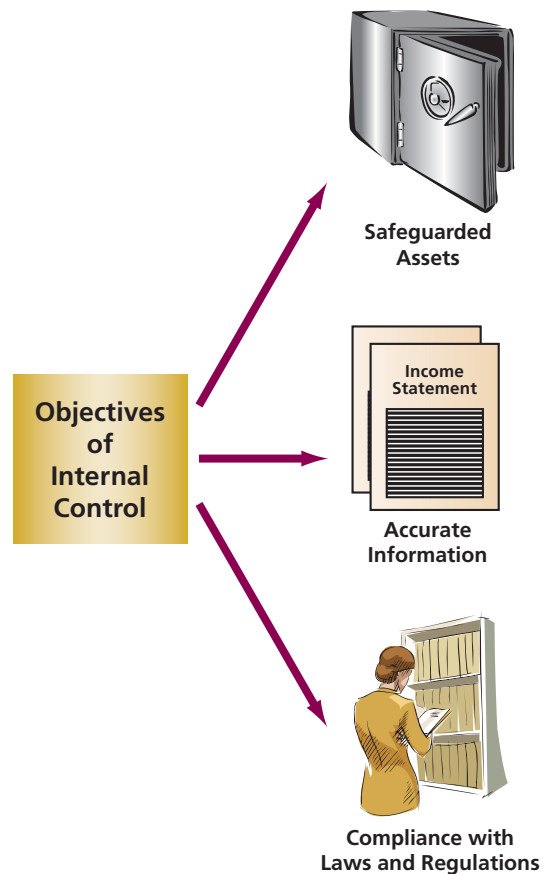 Safeguarded
Assets
Objectives
of
Internal
Control
Income
Statement
Accurate
Information
Compliance with
Laws and Regulations